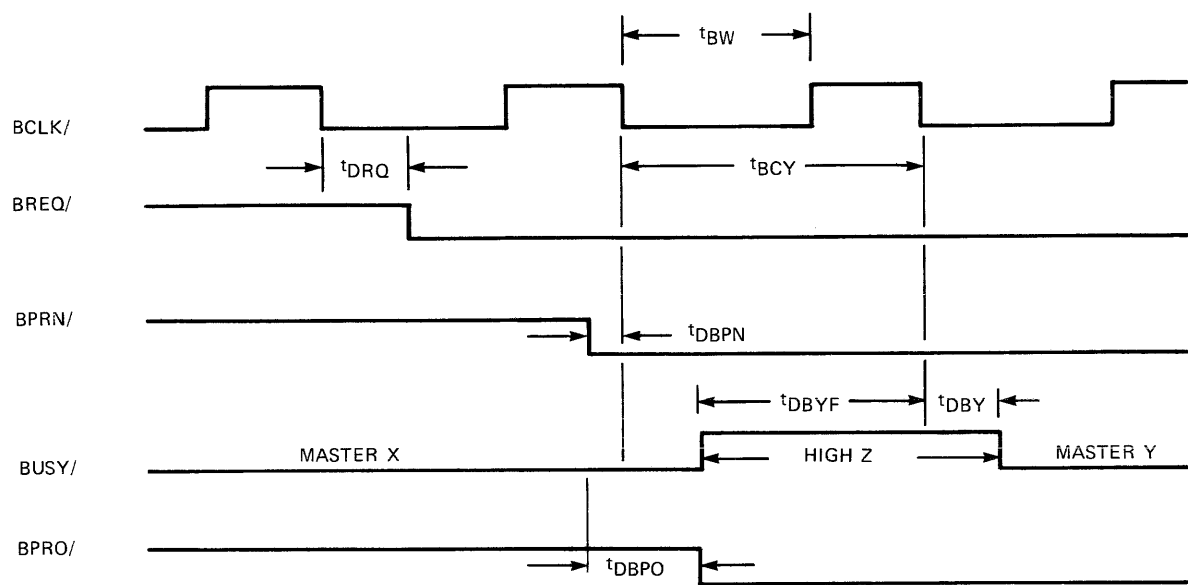 tBW
BCLK/
tDRQ
tBCY
BREQ/
BPRN/
tDBPN
tDBYF
tDBY
MASTER X
HIGH Z
MASTER Y
BUSY/
BPRO/
tDBPO